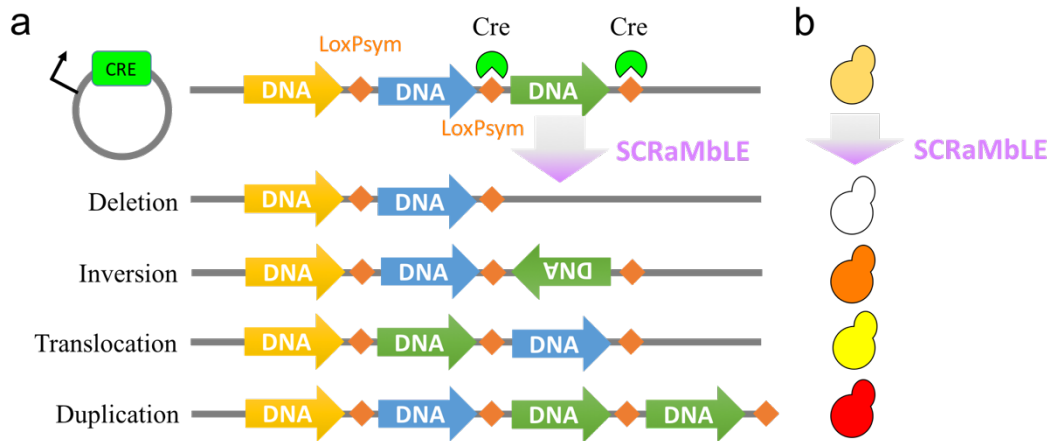 a
b
Cre
Cre
LoxPsym
CRE
DNA
DNA
DNA
LoxPsym
SCRaMbLE
SCRaMbLE
Deletion
DNA
DNA
Inversion
DNA
DNA
DNA
Translocation
DNA
DNA
DNA
Duplication
DNA
DNA
DNA
DNA